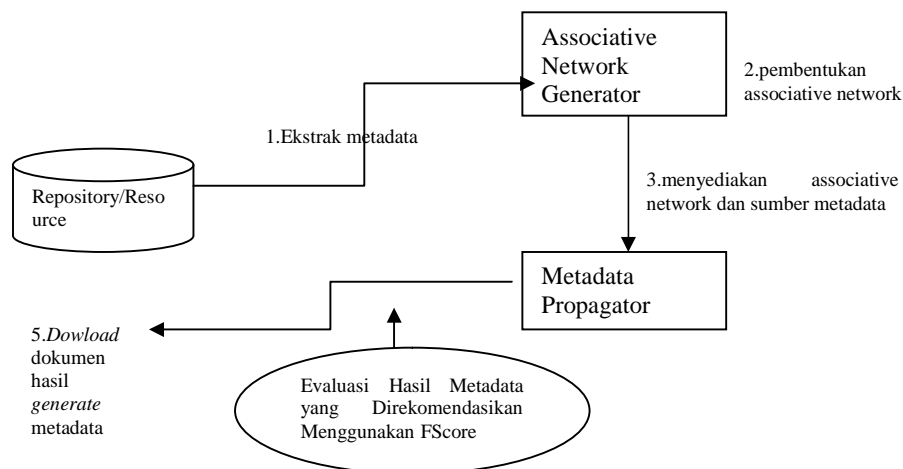 Associative
Network
Generator
2.pembentukan
associative network
1.Ekstrak metadata
Repository/Reso
urce
3.menyediakan associative
network dan sumber metadata
Metadada
Propagator
5.Dowload
dokumen
hasil
generate
metadata
Evaluasi Hasil Metadata
yang Direkomendasikan
Menggunakan FScore